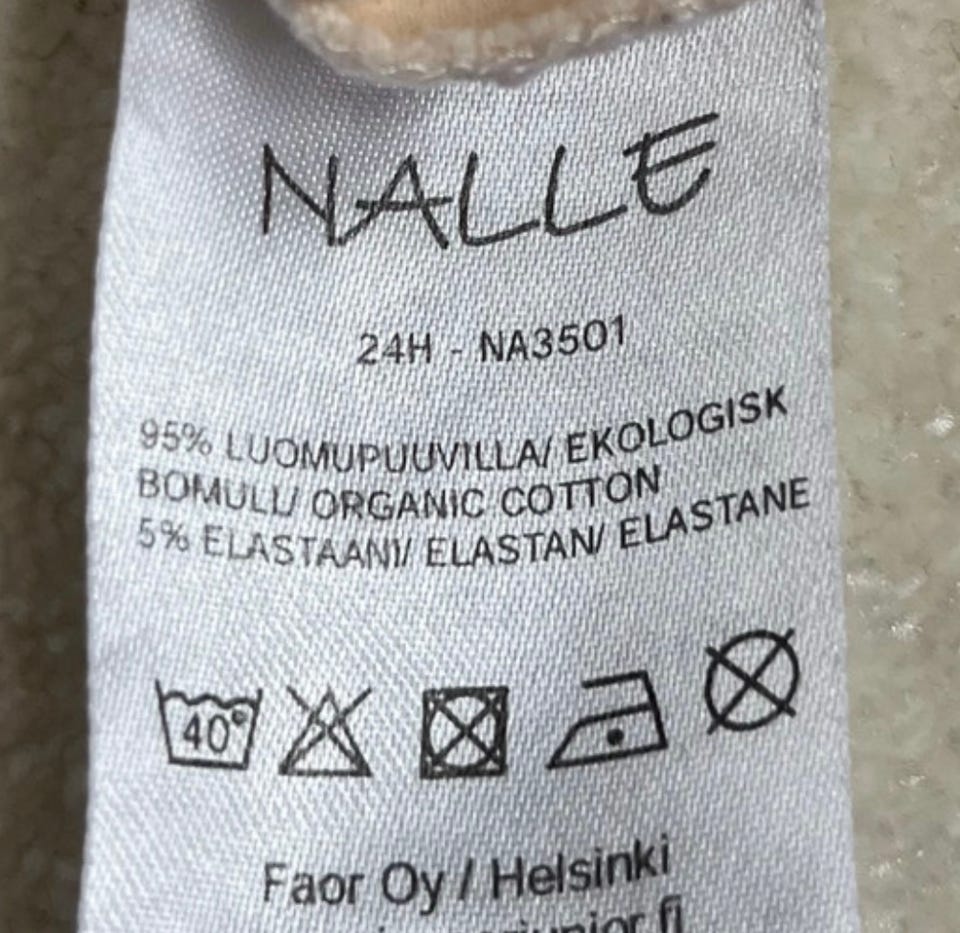 NALLE
24H - NA3501
95% LUOMUPUUVILLA/ EKOLOGISK
BOMULL/ ORGANIC COTTON
5% ELASTAANI/ ELASTAN/ ELASTANE
40°
Faor Oy / Helsinki